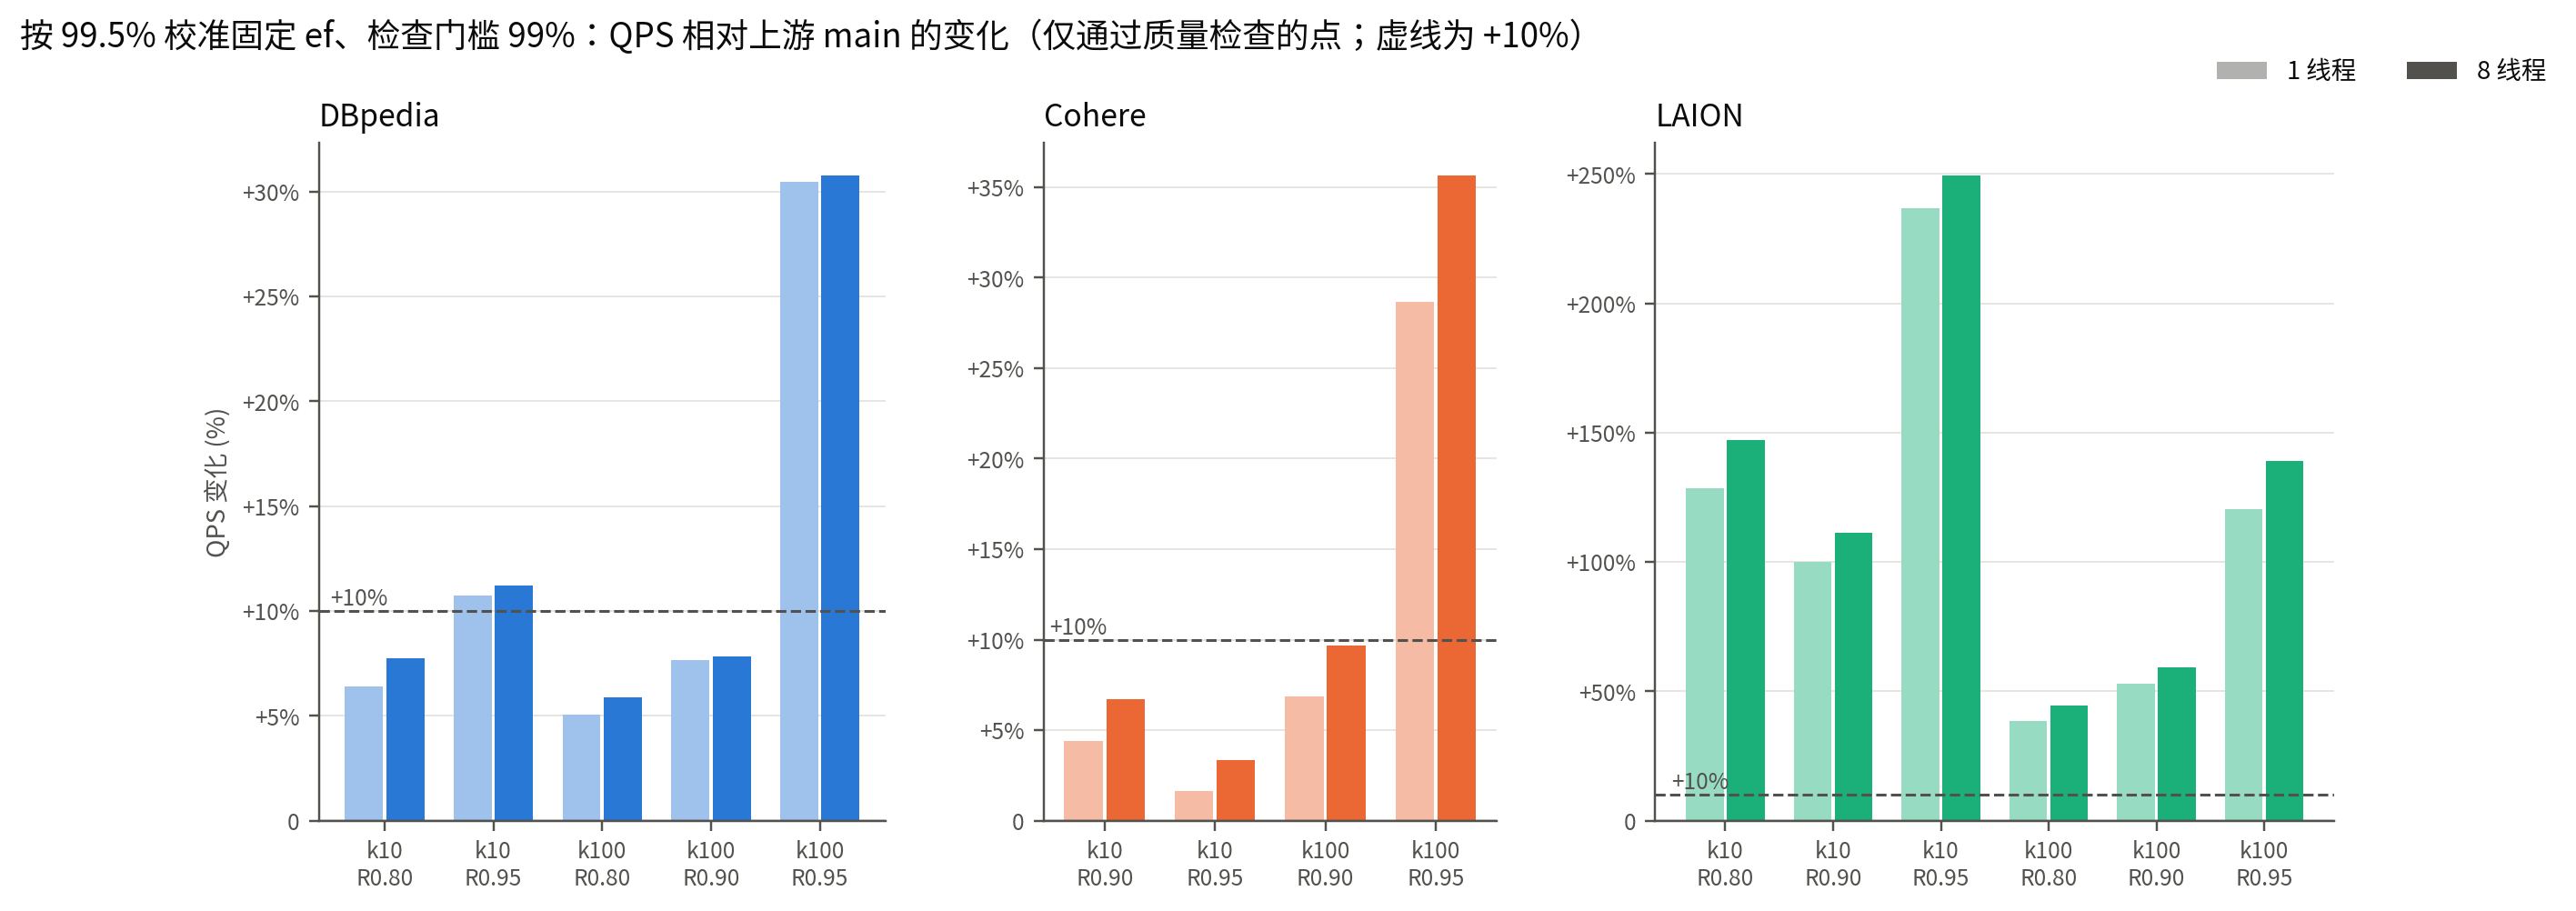 按 99.5% 校准固定 ef、检查门槛 99%：QPS 相对上游 main 的变化（仅通过质量检查的点；虚线为 +10%）
1 线程
8 线程
DBpedia
QPS 变化 (%)
+30%
+25%
+20%
+15%
+10%
+5%
0
+10%
k10
R0.80
k10
R0.95
k100
R0.80
k100
R0.90
k100
R0.95
Cohere
+35%
+30%
+25%
+20%
+15%
+10%
+5%
0
+10%
k10
R0.90
k10
R0.95
k100
R0.90
k100
R0.95
LAION
+250%
+200%
+150%
+100%
+50%
0
+10%
k10
R0.80
k10
R0.90
k10
R0.95
k100
R0.80
k100
R0.90
k100
R0.95